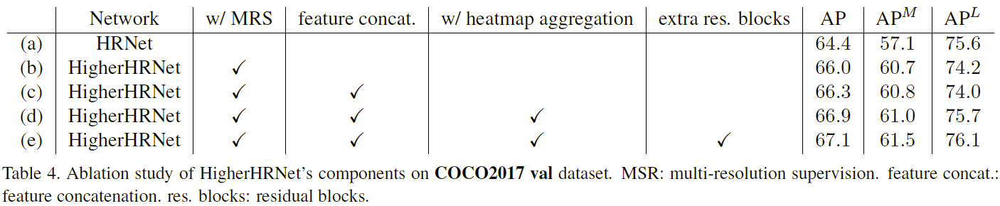 Network w/ MRS feature concat. w/ heatmap aggregation extra res. blocks AP AP^M AP^L
(a) HRNet 64.4 57.1 75.6
(b) HigherHRNet ✓ 66.0 60.7 74.2
(c) HigherHRNet ✓ ✓ 66.3 60.8 74.0
(d) HigherHRNet ✓ ✓ ✓ 66.9 61.0 75.7
(e) HigherHRNet ✓ ✓ ✓ ✓ 67.1 61.5 76.1
Table 4. Ablation study of HigherHRNet's components on COCO2017 val dataset. MSR: multi-resolution supervision. feature concat.:
feature concatenation. res. blocks: residual blocks.